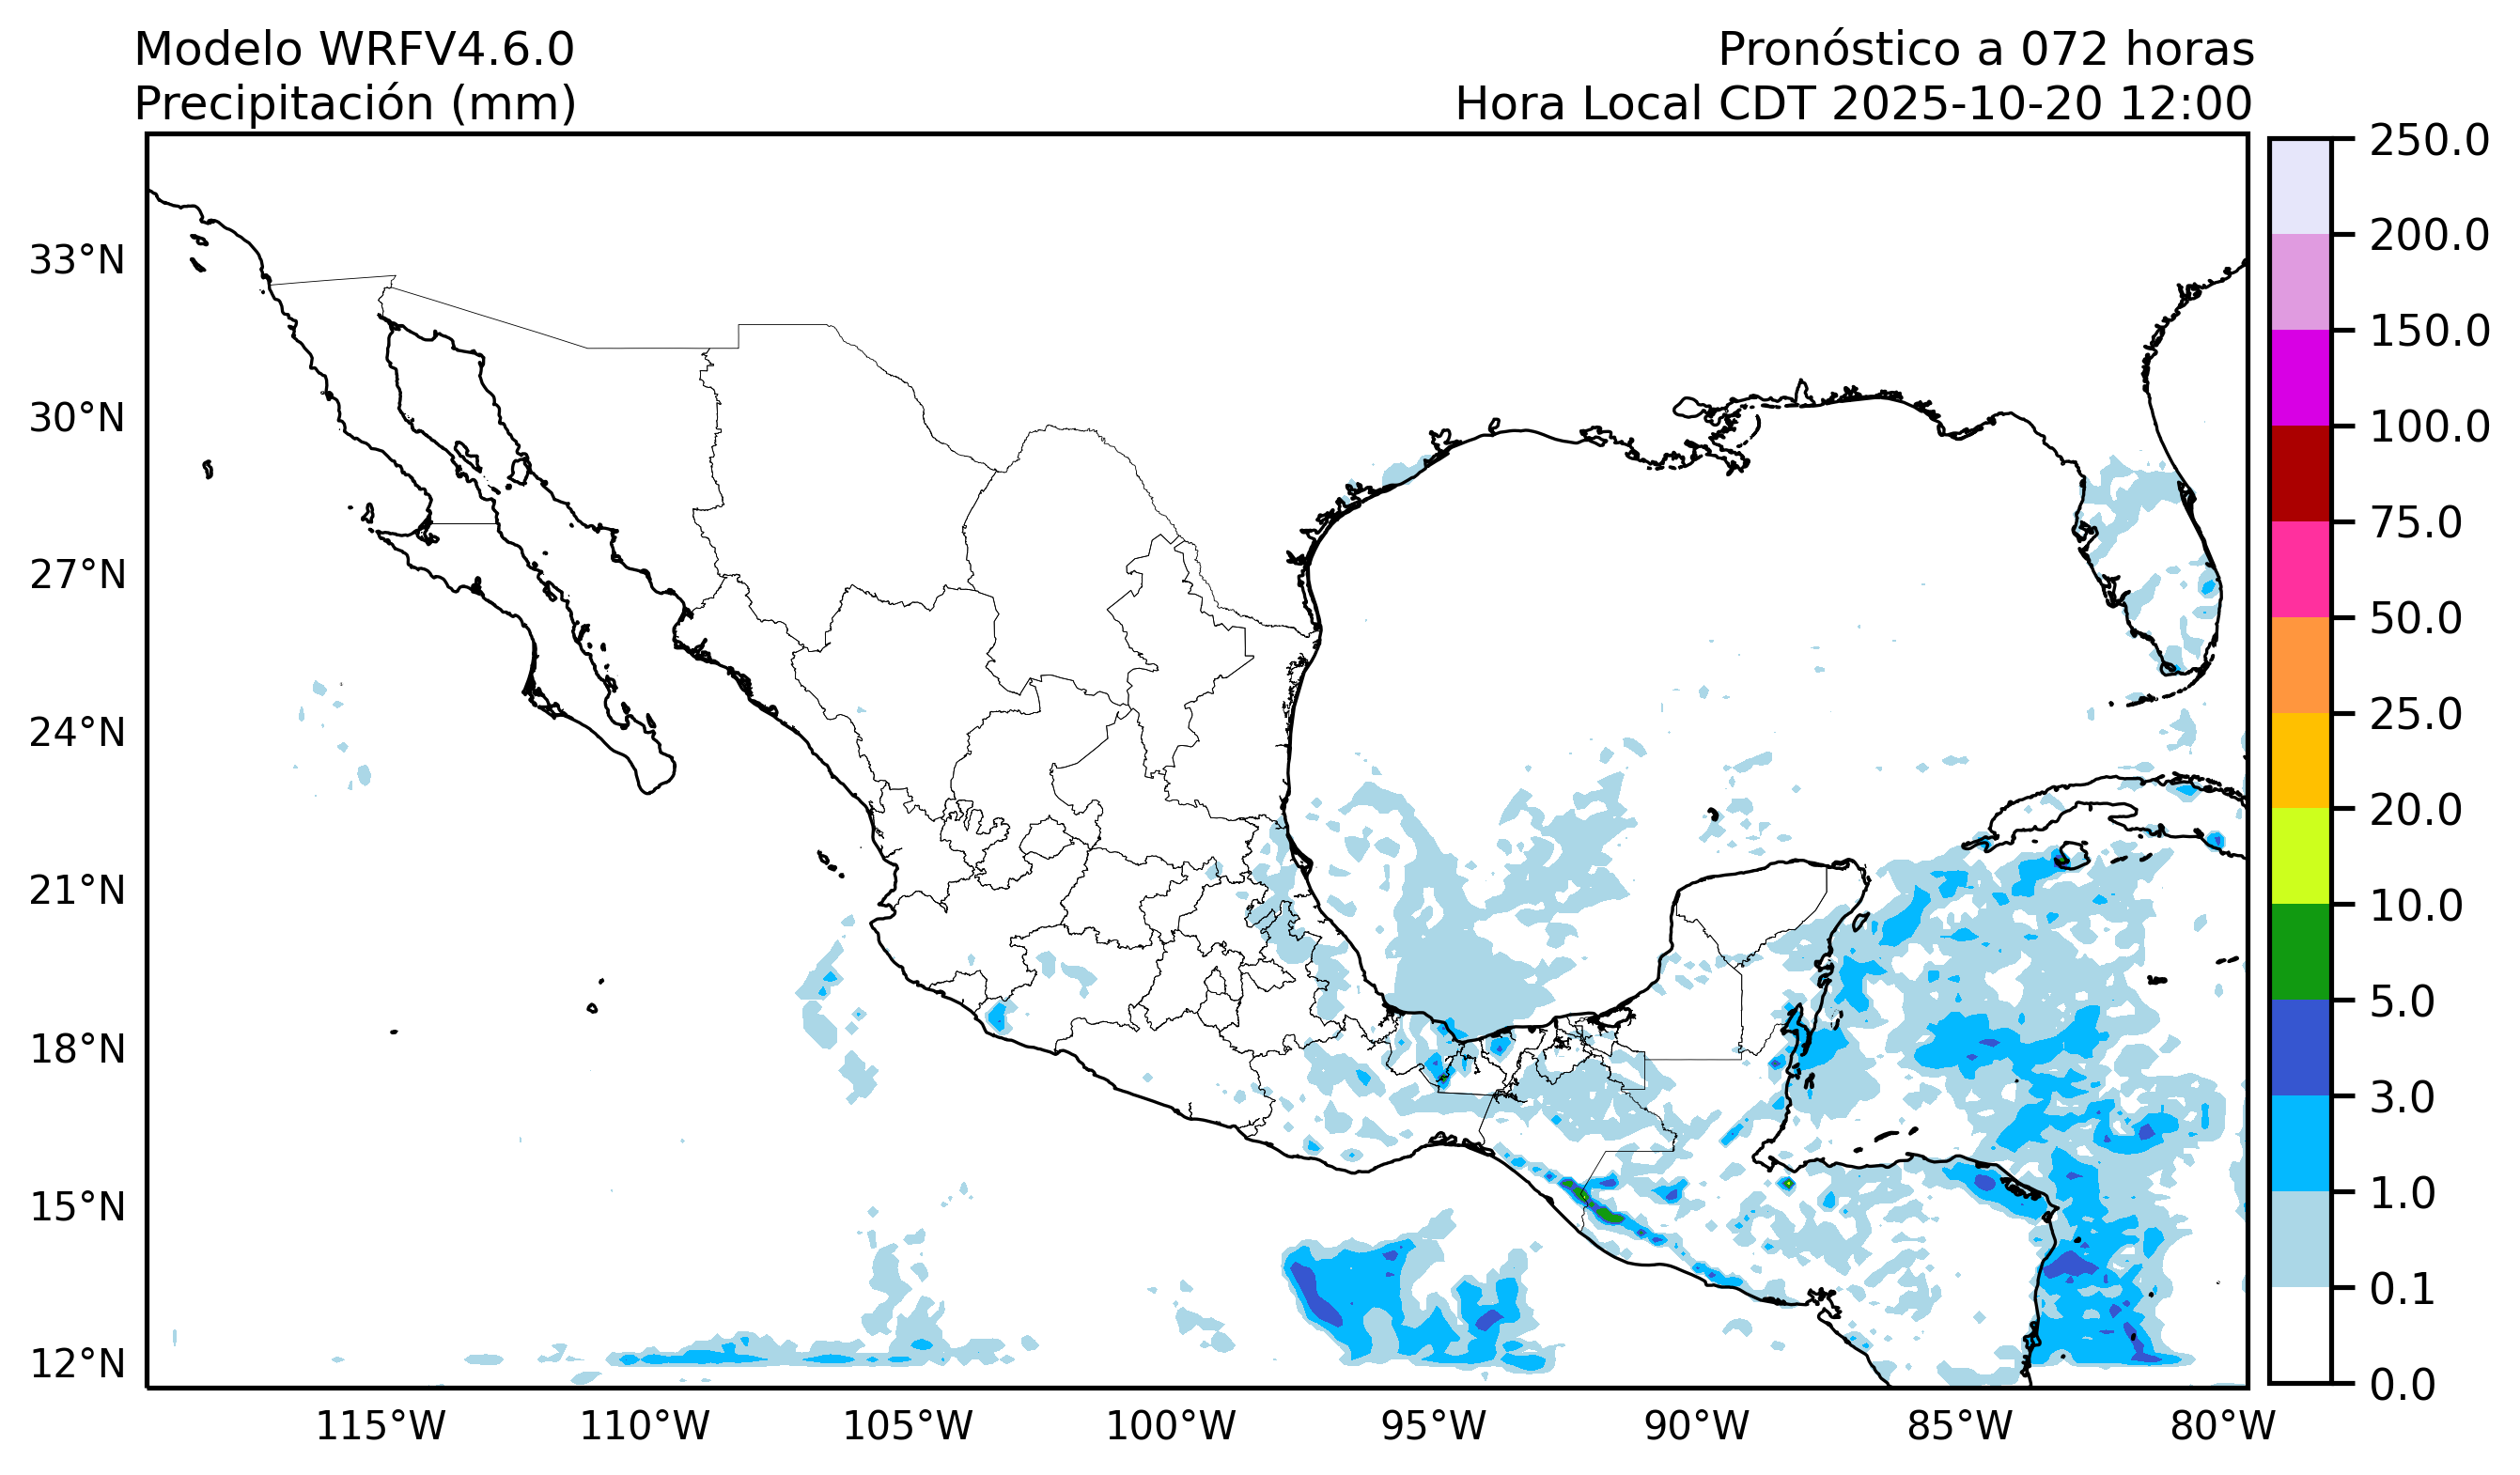 Modelo WRFV4.6.0
Precipitación (mm)
Pronóstico a 072 horas
Hora Local CDT 2025-10-20 12:00
33°N
30°N
27°N
24°N
21°N
18°N
15°N
12°N
115°W
110°W
105°W
100°W
95°W
90°W
85°W
80°W
250.0
200.0
150.0
100.0
75.0
50.0
25.0
20.0
10.0
5.0
3.0
1.0
0.1
0.0